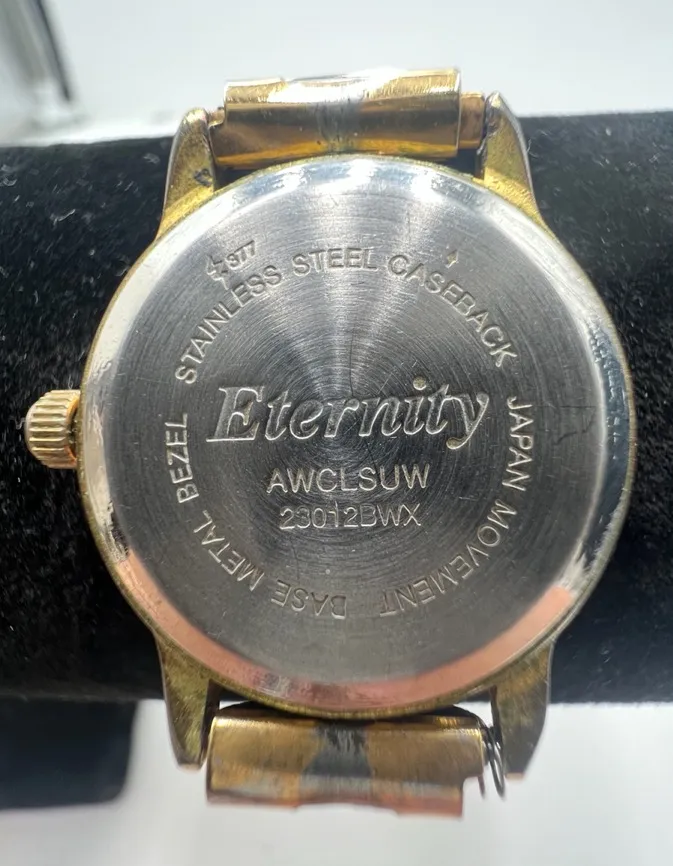 377
STAINLESS STEEL CASEBACK
JAPAN MOVEMENT
BASE METAL BEZEL
Eternity
AWCLSUW
23012BWX